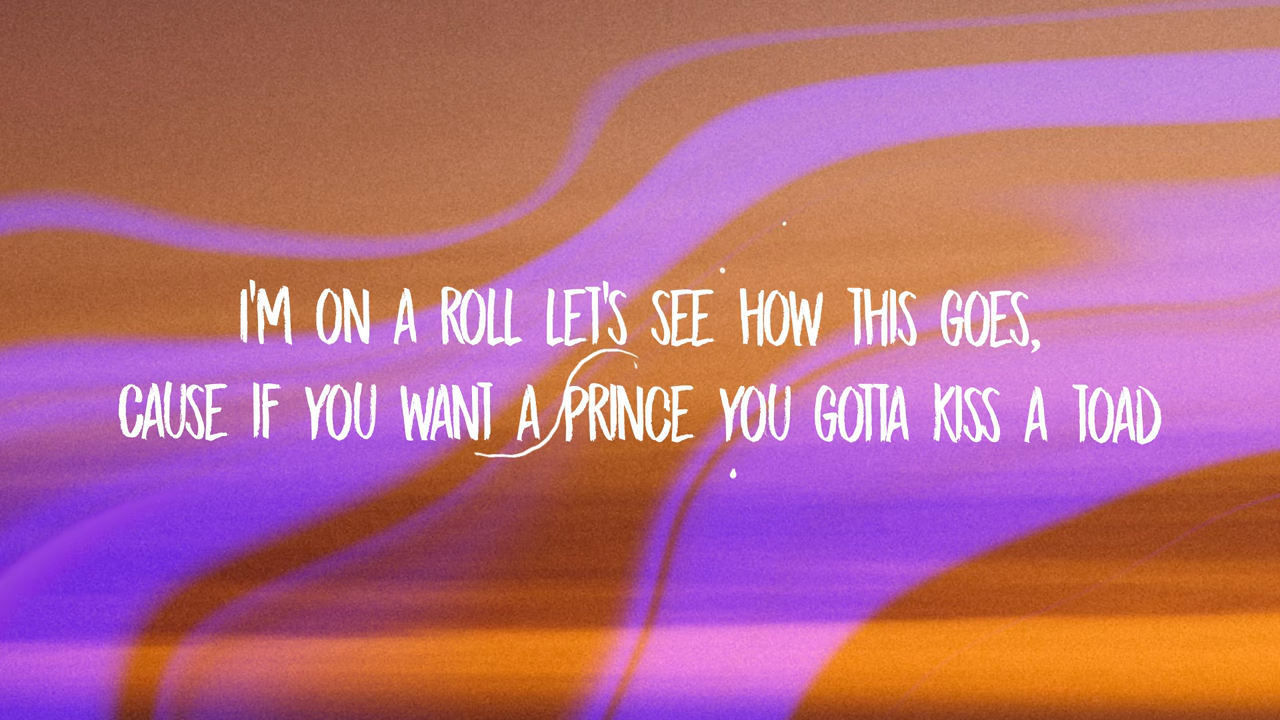 I'M ON A ROLL LET'S SEE HOW THIS GOES,
CAUSE IF YOU WANT A PRINCE YOU GOTTA KISS A TOAD